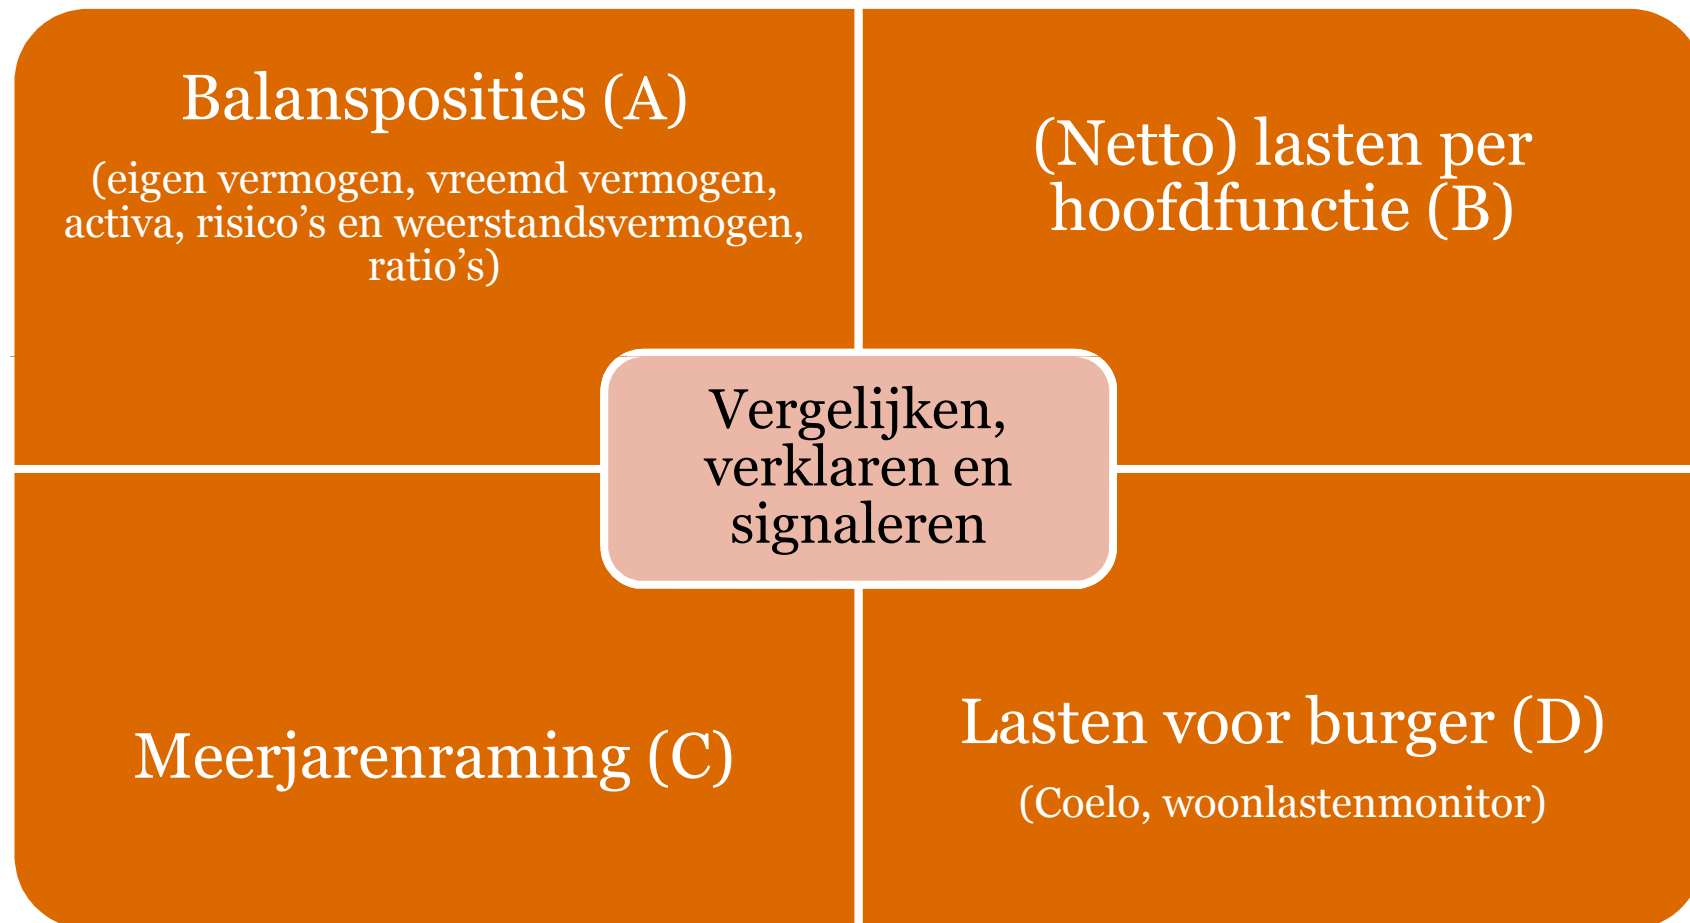 Balansposities (A)
(eigen vermogen, vreemd vermogen,
activa, risico’s en weerstandsvermogen,
ratio’s)
(Netto) lasten per
hoofdfunctie (B)
Vergelijken,
verklaren en
signaleren
Meerjarenraming (C)
Lasten voor burger (D)
(Coelo, woonlastenmonitor)